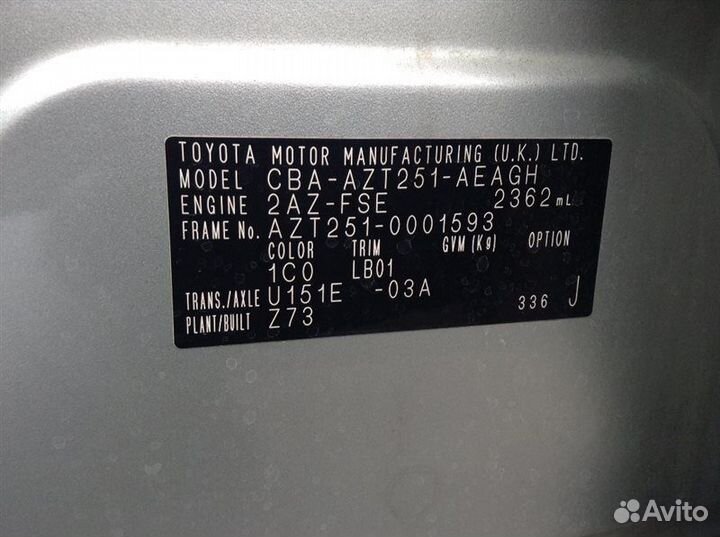 TOYOTA MOTOR MANUFACTURING (U.K.) LTD.
MODEL CBA-AZT251-AEAGH
ENGINE 2AZ-FSE 2362mL
FRAME No. AZT251-0001593
COLOR TRIM GVM (Kg) OPTION
1C0 LB01
TRANS./AXLE U151E -03A
PLANT/BUILT Z73 336 J
Avito